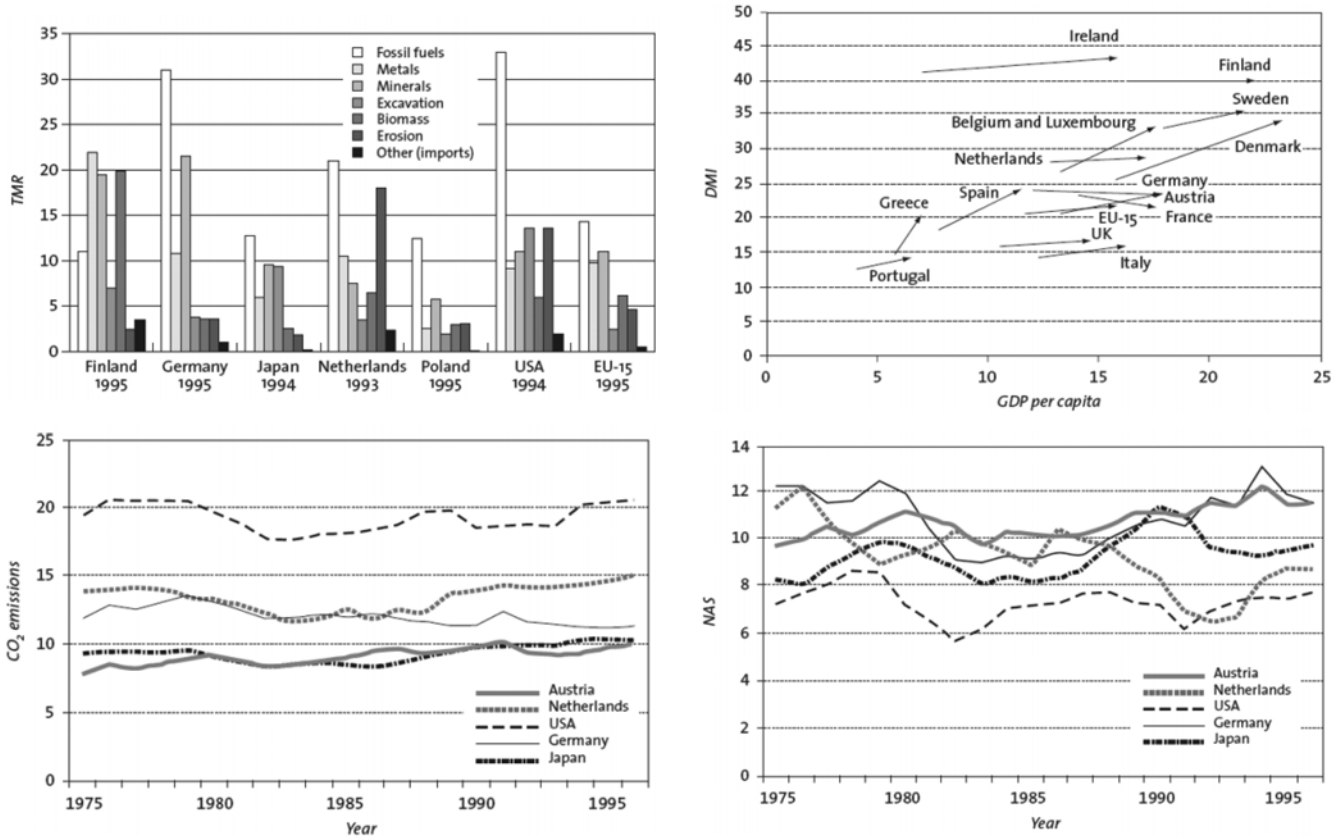 35
30
25
20
15
10
5
0
TMR
Fossil fuels
Metals
Minerals
Excavation
Biomass
Erosion
Other (imports)
Finland
1995
Germany
1995
Japan
1994
Netherlands
1993
Poland
1995
USA
1994
EU-15
1995
50
45
40
35
30
25
20
15
10
5
0
DMI
Ireland
Finland
Sweden
Belgium and Luxembourg
Denmark
Netherlands
Germany
Spain
Austria
Greece
EU-15
France
UK
Italy
Portugal
0 5 10 15 20 25
GDP per capita
25
20
15
10
5
0
CO₂ emissions
Austria
Netherlands
USA
Germany
Japan
1975 1980 1985 1990 1995
Year
14
12
10
8
6
4
2
0
NAS
Austria
Netherlands
USA
Germany
Japan
1975 1980 1985 1990 1995
Year